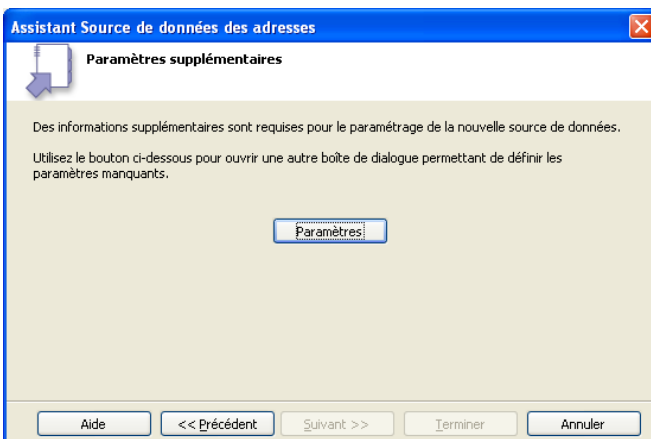 Assistant Source de données des adresses
Paramètres supplémentaires
Des informations supplémentaires sont requises pour le paramétrage de la nouvelle source de données.
Utilisez le bouton ci-dessous pour ouvrir une autre boîte de dialogue permettant de définir les
paramètres manquants.
Paramètres
Aide << Précédent Suivant >> Terminer Annuler